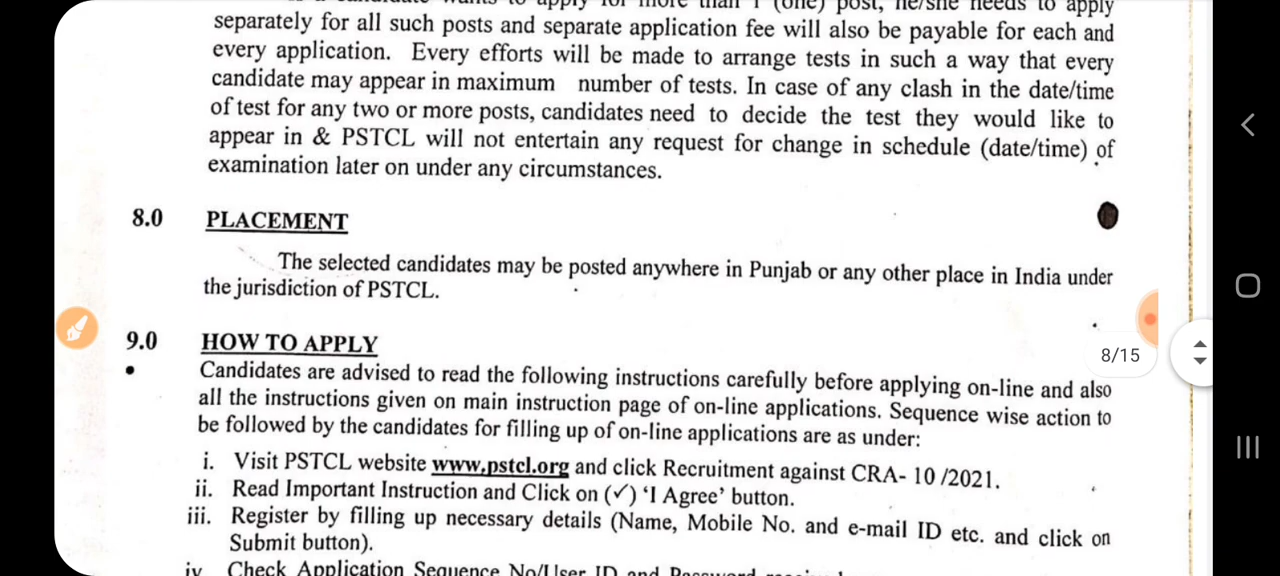 separately for all such posts and separate application fee will also be payable for each and
every application. Every efforts will be made to arrange tests in such a way that every
candidate may appear in maximum number of tests. In case of any clash in the date/time
of test for any two or more posts, candidates need to decide the test they would like to
appear in & PSTCL will not entertain any request for change in schedule (date/time) of
examination later on under any circumstances.
8.0 PLACEMENT
The selected candidates may be posted anywhere in Punjab or any other place in India under
the jurisdiction of PSTCL.
9.0 HOW TO APPLY
8/15
• Candidates are advised to read the following instructions carefully before applying on-line and also
all the instructions given on main instruction page of on-line applications. Sequence wise action to
be followed by the candidates for filling up of on-line applications are as under:
i. Visit PSTCL website www.pstcl.org and click Recruitment against CRA- 10 /2021.
ii. Read Important Instruction and Click on (✓) ‘I Agree’ button.
iii. Register by filling up necessary details (Name, Mobile No. and e-mail ID etc. and click on
Submit button).
iv Check Application Sequence No/User ID and Password